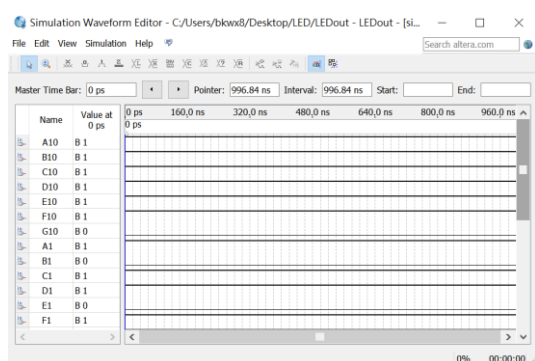 Simulation Waveform Editor - C:/Users/bkwx8/Desktop/LED/LEDout - LEDout - [si...
File Edit View Simulation Help
Search altera.com
Master Time Bar: 0 ps Pointer: 996.84 ns Interval: 996.84 ns Start: End:
Name Value at 0 ps 0 ps 160,0 ns 320,0 ns 480,0 ns 640,0 ns 800,0 ns 960.0 ns
0 ps
A10 B 1
B10 B 1
C10 B 1
D10 B 1
E10 B 1
F10 B 1
G10 B 0
A1 B 1
B1 B 0
C1 B 1
D1 B 1
E1 B 0
F1 B 1
0% 00:00:00